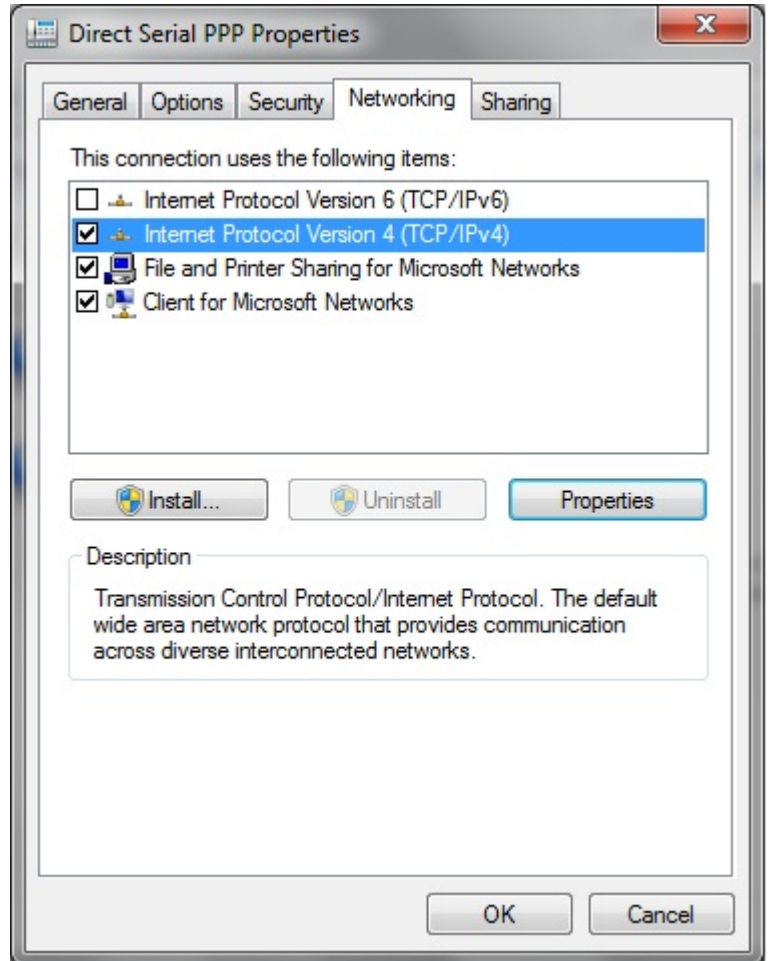 Direct Serial PPP Properties
General Options Security Networking Sharing
This connection uses the following items:
Internet Protocol Version 6 (TCP/IPv6)
Internet Protocol Version 4 (TCP/IPv4)
File and Printer Sharing for Microsoft Networks
Client for Microsoft Networks
Install... Uninstall Properties
Description
Transmission Control Protocol/Internet Protocol. The default
wide area network protocol that provides communication
across diverse interconnected networks.
OK Cancel